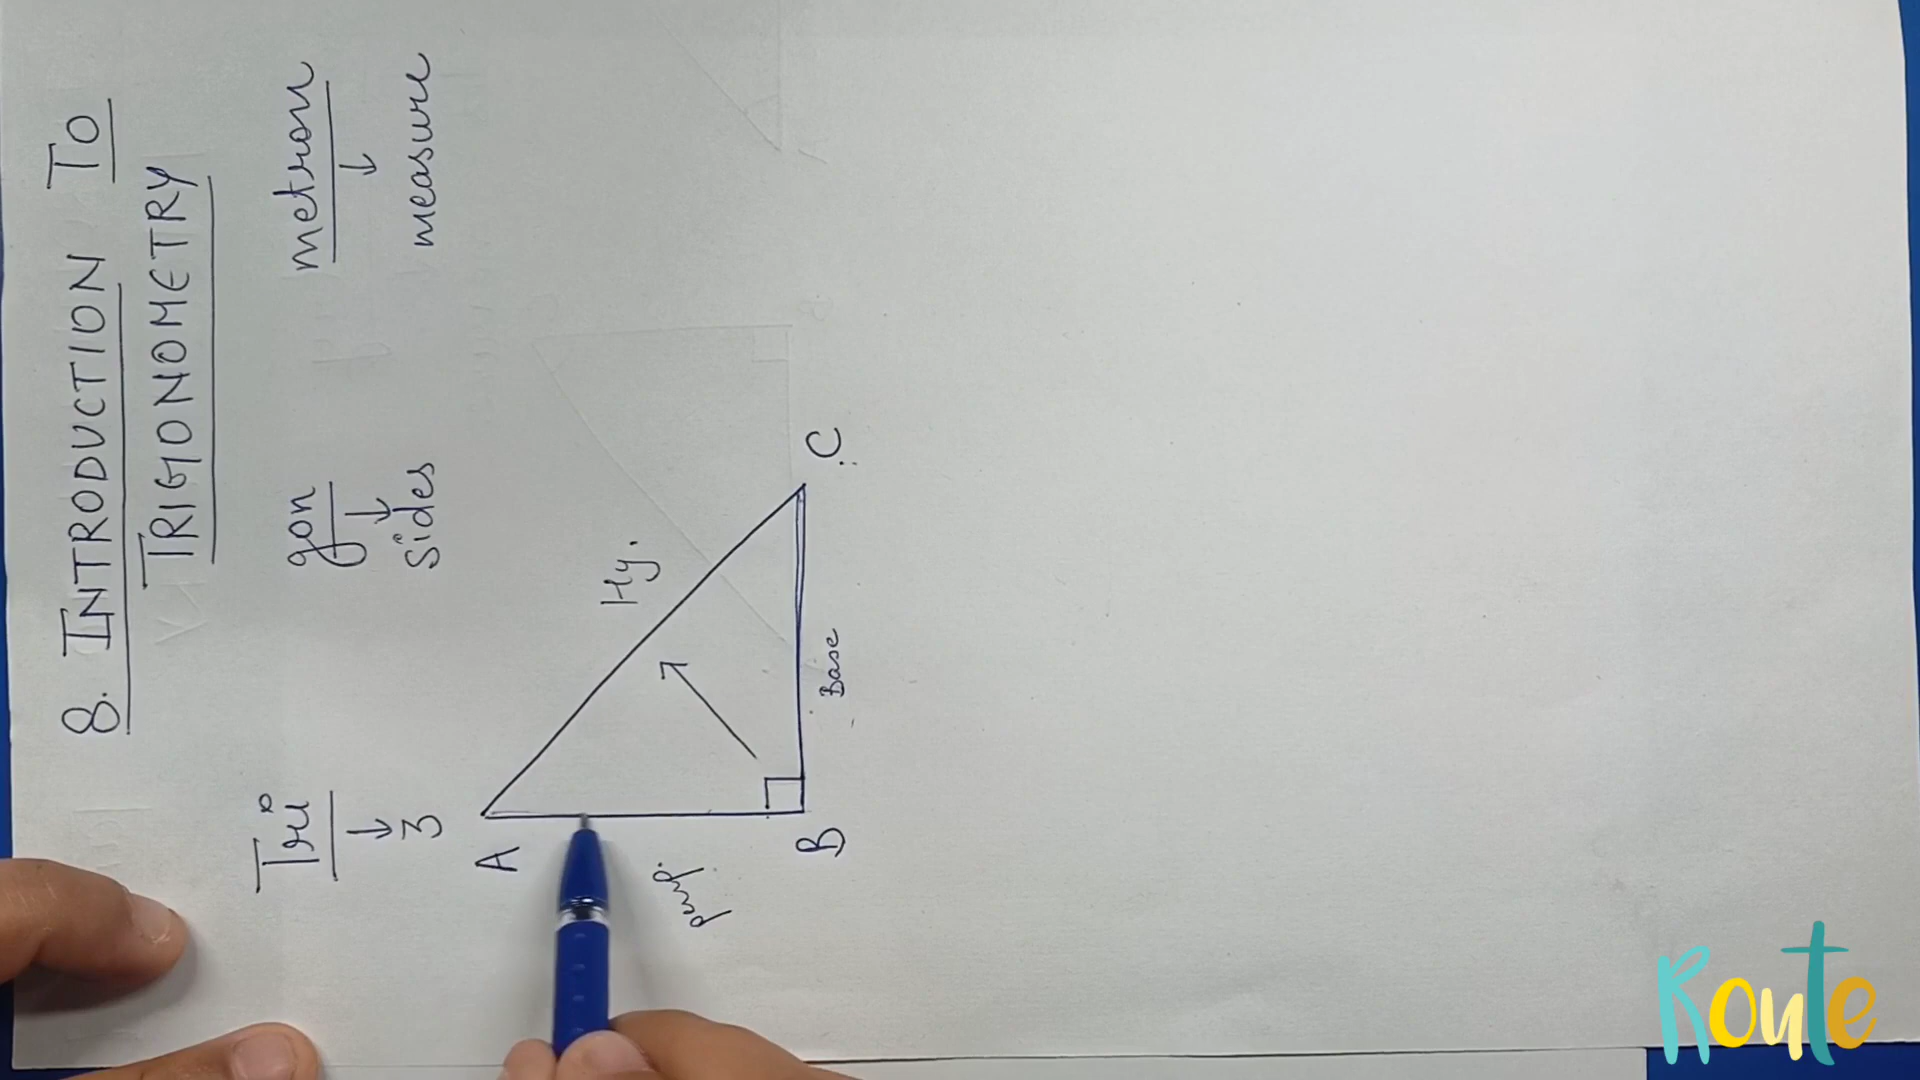 8. INTRODUCTION TO
TRIGONOMETRY
Tri gon metron
↓ ↓ ↓
3 sides measure
A
Hy.
perp.
B
Base
C
Route